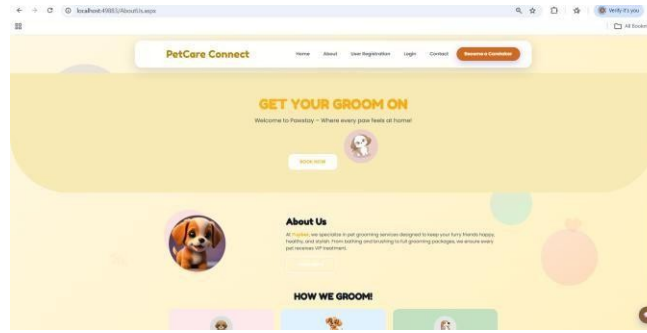 localhost:49883/AboutUs.aspx
Verify it's you
All Bookm
PetCare Connect
Home About User Registration Login Contact Become a Caretaker
GET YOUR GROOM ON
Welcome to Pawstay – Where every paw feels at home!
BOOK NOW
About Us
we specialize in pet grooming services designed to keep your furry friends happy,
healthy, and stylish. From bathing and brushing to full grooming packages, we ensure every
pet receives VIP treatment.
HOW WE GROOM!